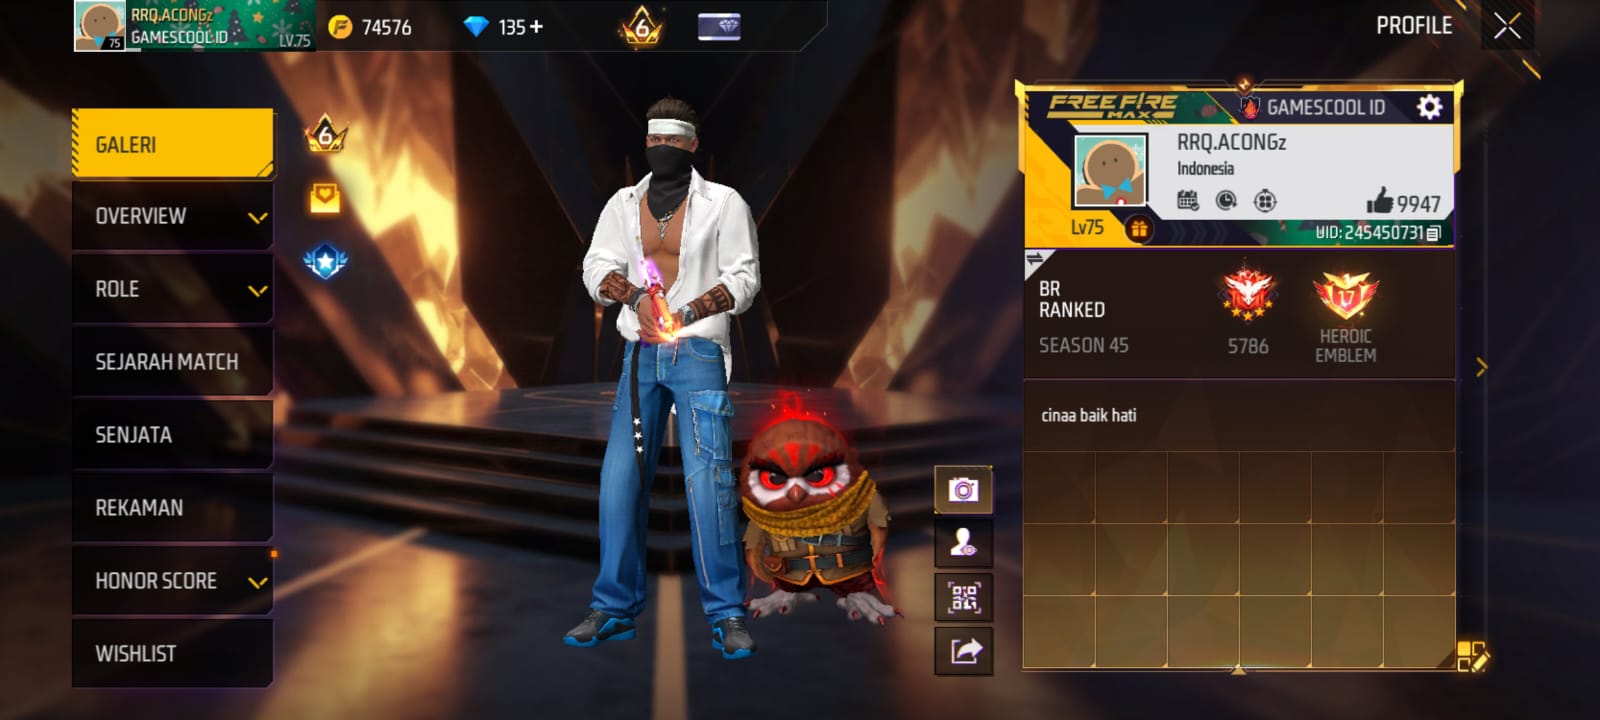 RRQ.ACONGz
GAMESCOOL ID
75
LV.75
74576
135+
6
PROFILE
GALERI
OVERVIEW
ROLE
SEJARAH MATCH
SENJATA
REKAMAN
HONOR SCORE
WISHLIST
6
FREE FIRE
MAX
GAMESCOOL ID
RRQ.ACONGz
Indonesia
9947
Lv75
UID: 245450731
BR
RANKED
SEASON 45
5786
17
HEROIC
EMBLEM
cinaa baik hati